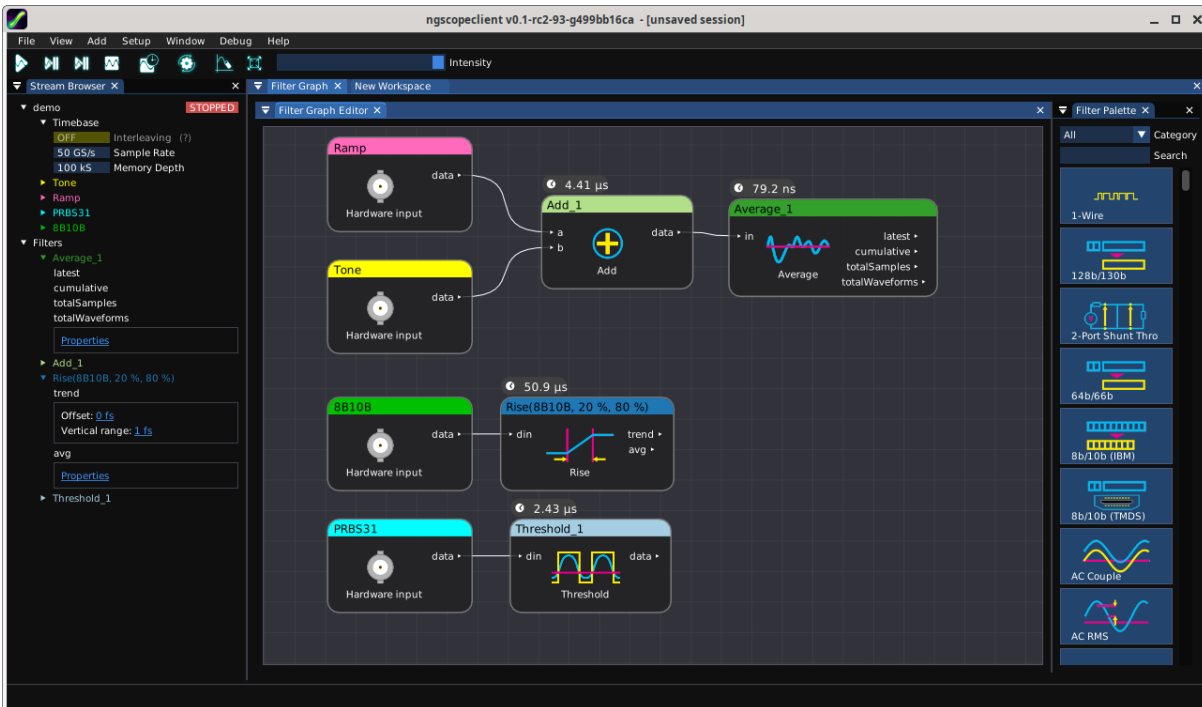 ngscopeclient v0.1-rc2-93-g499bb16ca - [unsaved session]
File View Add Setup Window Debug Help
Intensity
Stream Browser
demo STOPPED
Timebase
OFF Interleaving (?)
50 GS/s Sample Rate
100 kS Memory Depth
Tone
Ramp
PRBS31
8B10B
Filters
Average_1
latest
cumulative
totalSamples
totalWaveforms
Properties
Add_1
Rise(8B10B, 20 %, 80 %)
trend
Offset: 0 fs
Vertical range: 1 fs
avg
Properties
Threshold_1
Filter Graph New Workspace
Filter Graph Editor
Ramp
data
Hardware input
Tone
data
Hardware input
4.41 µs
Add_1
a
b
data
Add
79.2 ns
Average_1
in
latest
cumulative
totalSamples
totalWaveforms
Average
8B10B
data
Hardware input
50.9 µs
Rise(8B10B, 20 %, 80 %)
din
trend
avg
Rise
PRBS31
data
Hardware input
2.43 µs
Threshold_1
din
data
Threshold
Filter Palette
All Category
Search
1-Wire
128b/130b
2-Port Shunt Thro
64b/66b
8b/10b (IBM)
8b/10b (TMDS)
AC Couple
AC RMS